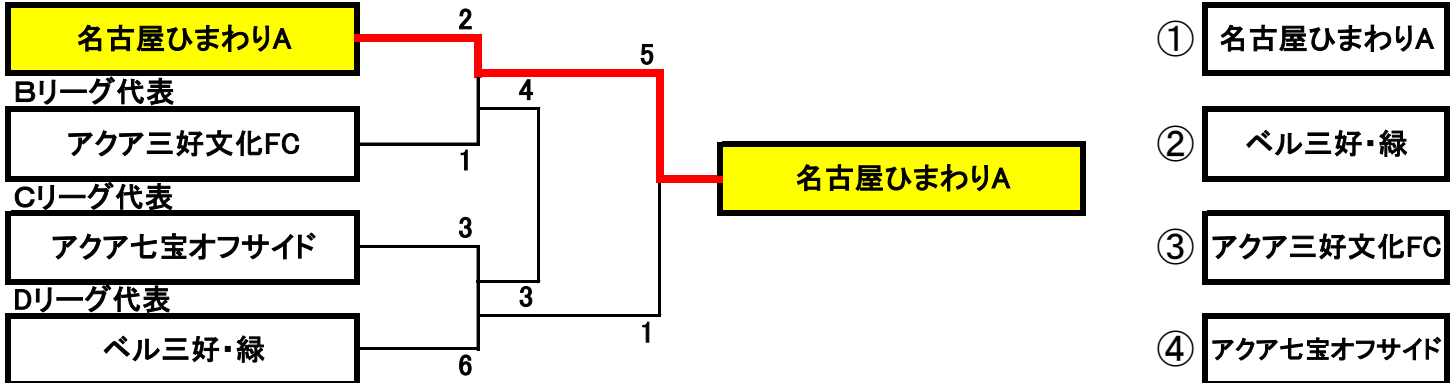 名古屋ひまわりA
2
5
① 名古屋ひまわりA
Bリーグ代表
4
アクア三好文化FC
1
② ベル三好・緑
名古屋ひまわりA
Cリーグ代表
アクア七宝オフサイド
3
③ アクア三好文化FC
Dリーグ代表
3
1
ベル三好・緑
6
④ アクア七宝オフサイド